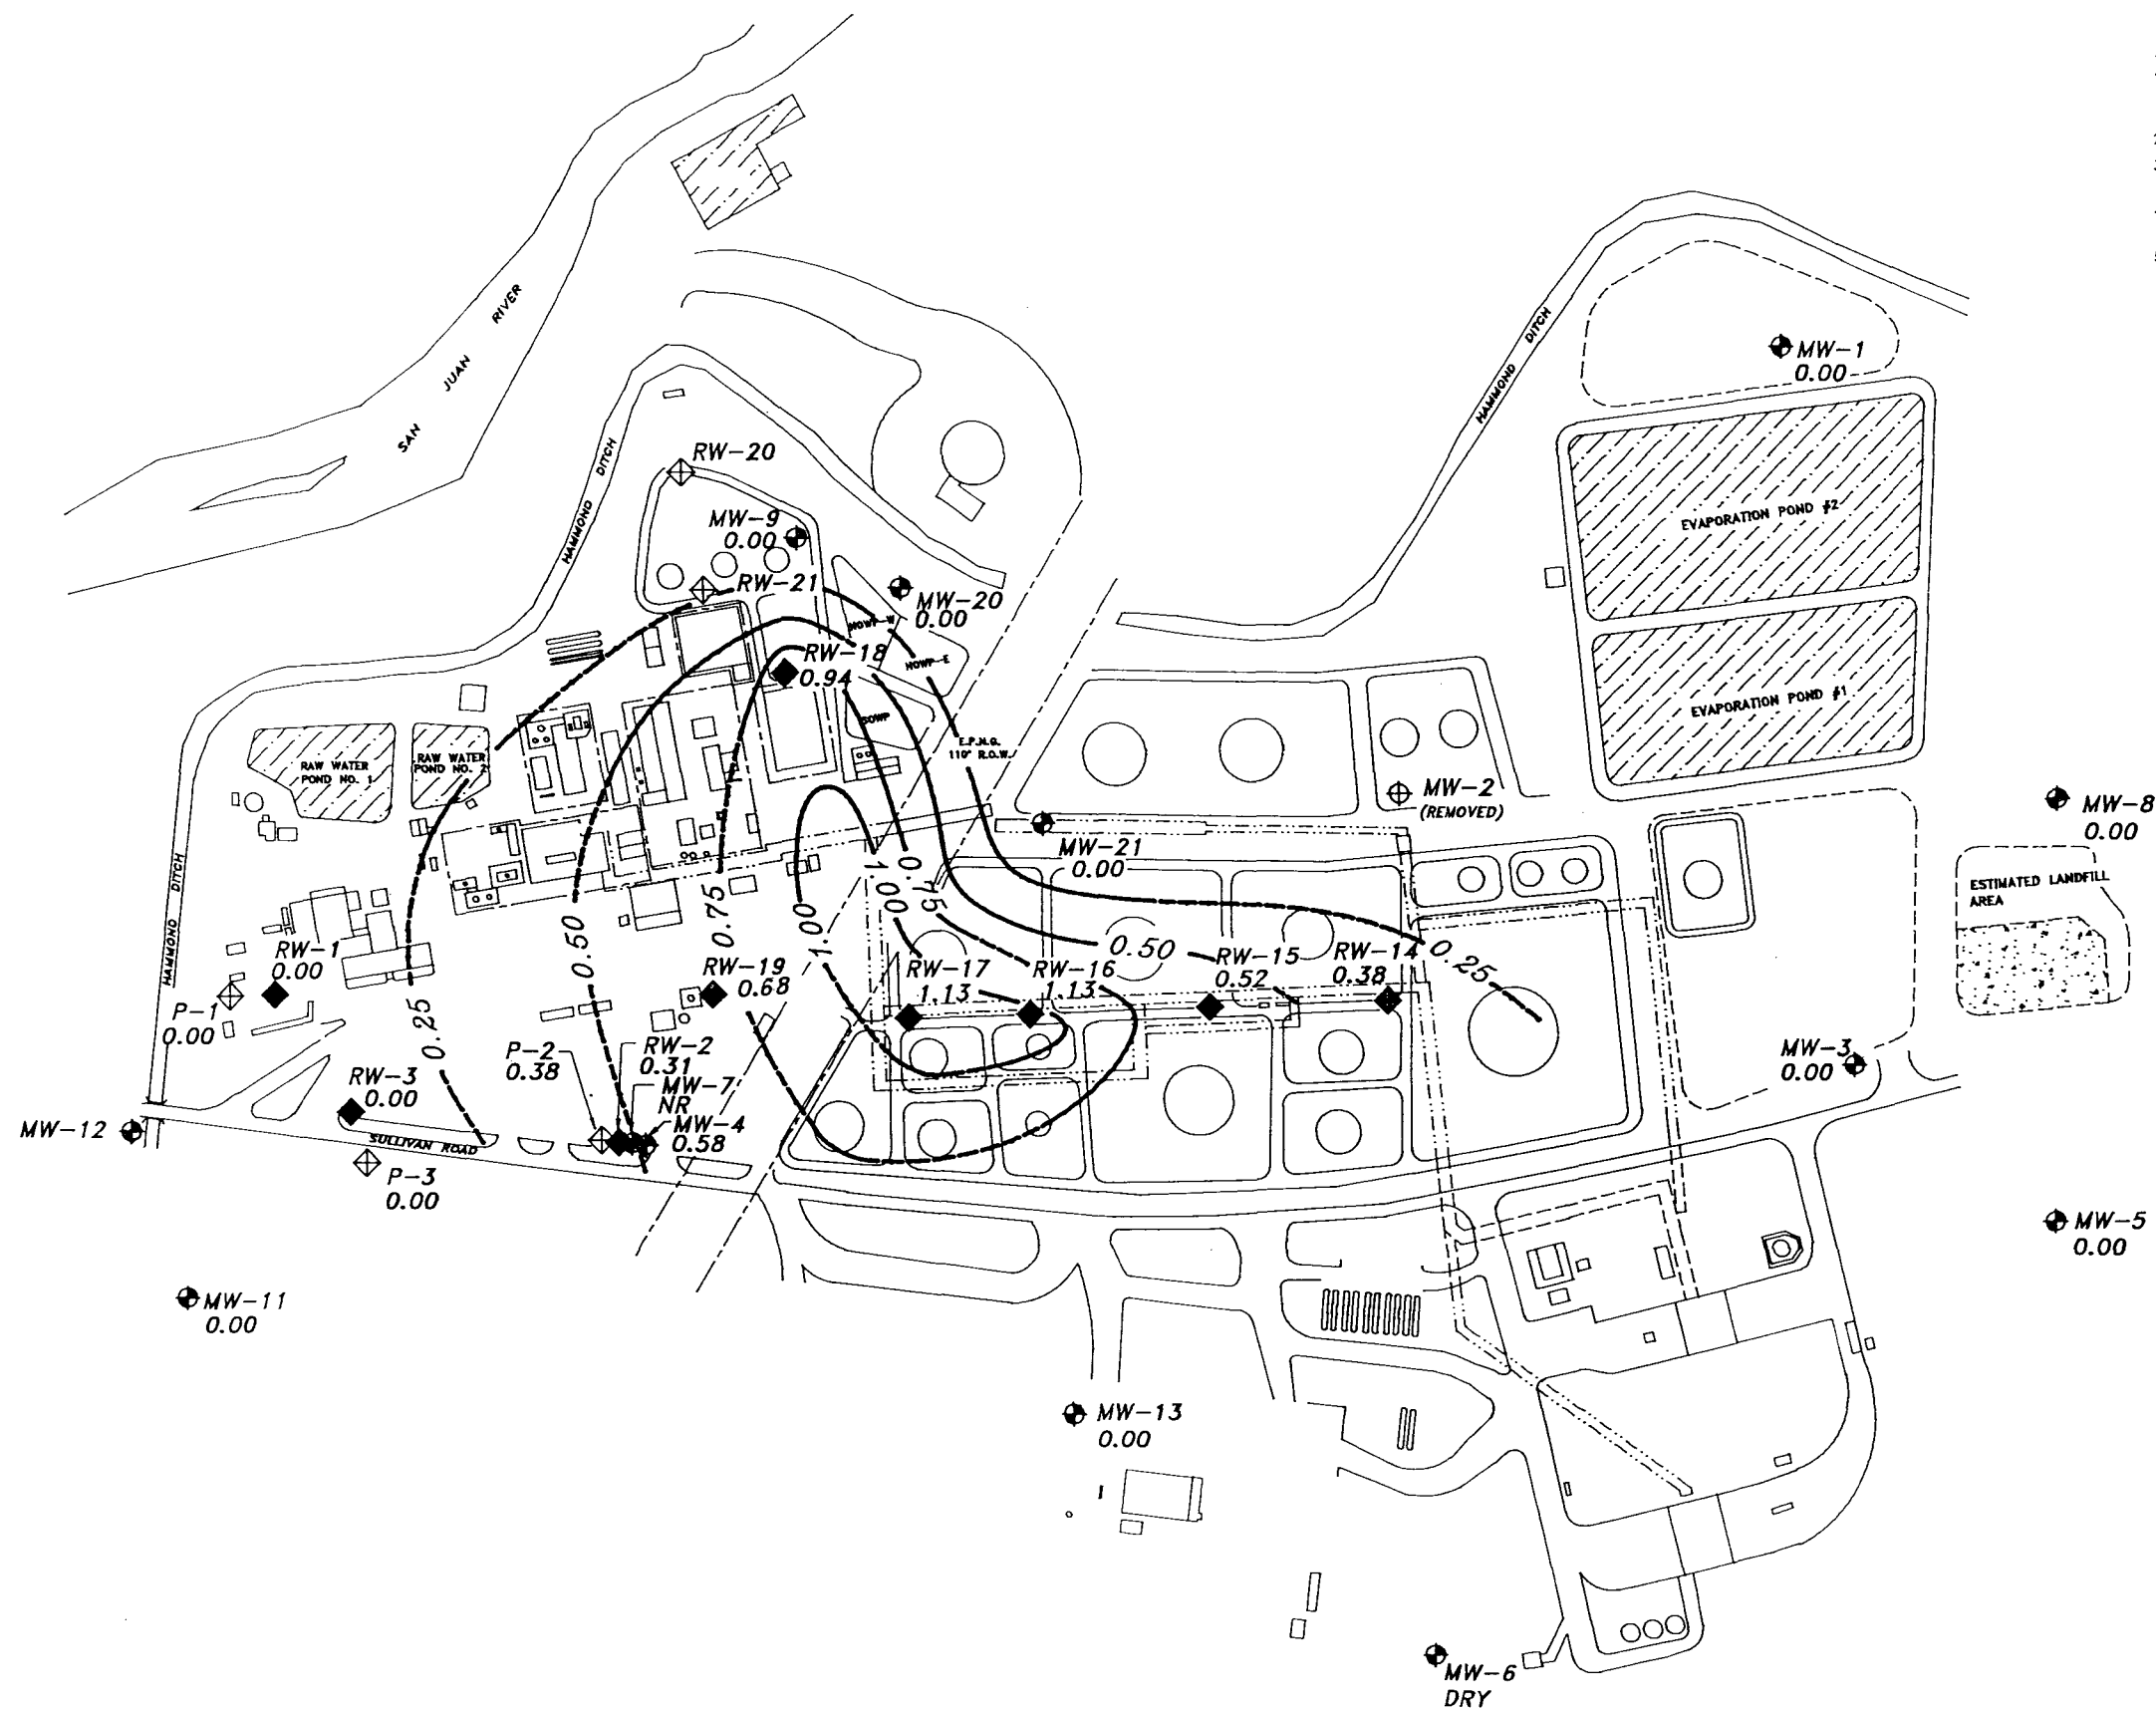 SAN JUAN RIVER
HAMMOND DITCH
HAMMOND DITCH
HAMMOND DITCH
MW-1
0.00
EVAPORATION POND #2
EVAPORATION POND #1
RW-20
MW-9
0.00
RW-21
MW-20
0.00
NOWP-W
NOWP-E
SOWP
RW-18
0.94
E.P.N.G.
110' R.O.W.
RAW WATER
POND NO. 1
RAW WATER
POND NO. 2
MW-2
(REMOVED)
MW-8
0.00
MW-21
0.00
ESTIMATED LANDFILL
AREA
0.25
0.50
0.75
1.00
1.00
0.75
0.50
0.25
RW-1
0.00
P-1
0.00
RW-19
0.68
RW-17
1.13
RW-16
1.13
RW-15
0.52
RW-14
0.38
P-2
0.38
RW-2
0.31
MW-7
NR
MW-4
0.58
RW-3
0.00
MW-3
0.00
MW-12
SULLIVAN ROAD
P-3
0.00
MW-5
0.00
MW-11
0.00
MW-13
0.00
MW-6
DRY